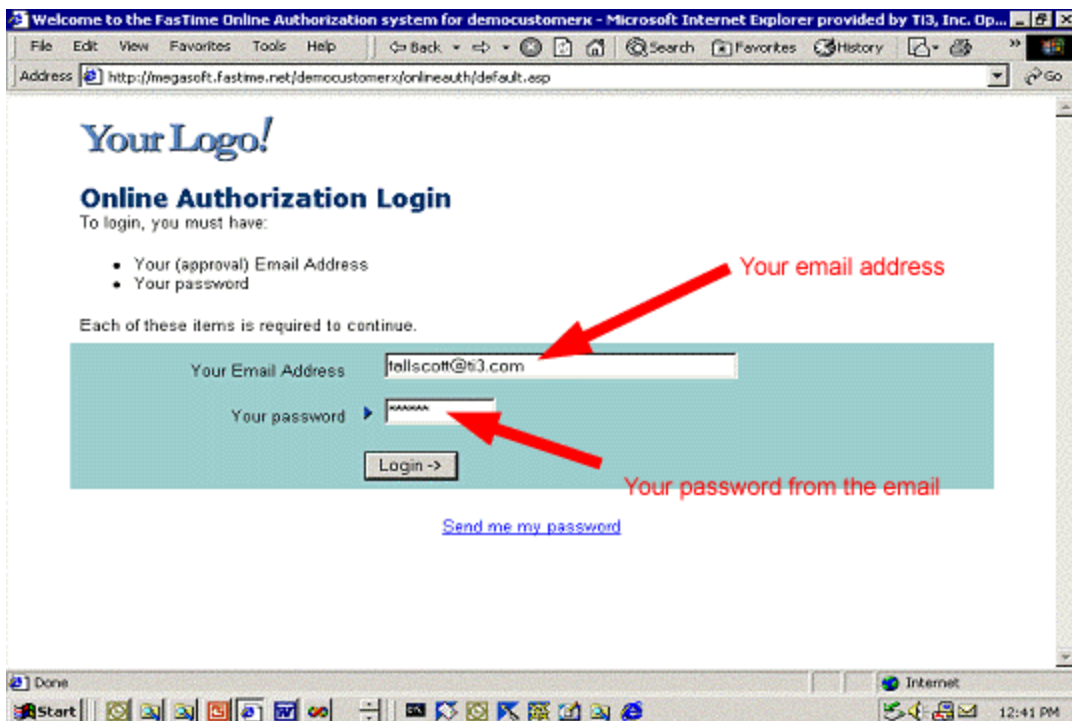 Welcome to the FasTime Online Authorization system for democustomerx - Microsoft Internet Explorer provided by Ti3, Inc. Op...
File Edit View Favorites Tools Help Back Search Favorites History »
Address http://megasoft.fastime.net/democustomerx/onlineauth/default.asp Go
Your Logo!
Online Authorization Login
To login, you must have:
• Your (approval) Email Address
• Your password
Your email address
Each of these items is required to continue.
Your Email Address tallscott@ti3.com
Your password ******
Login ->
Your password from the email
Send me my password
Done Internet
Start 12:41 PM